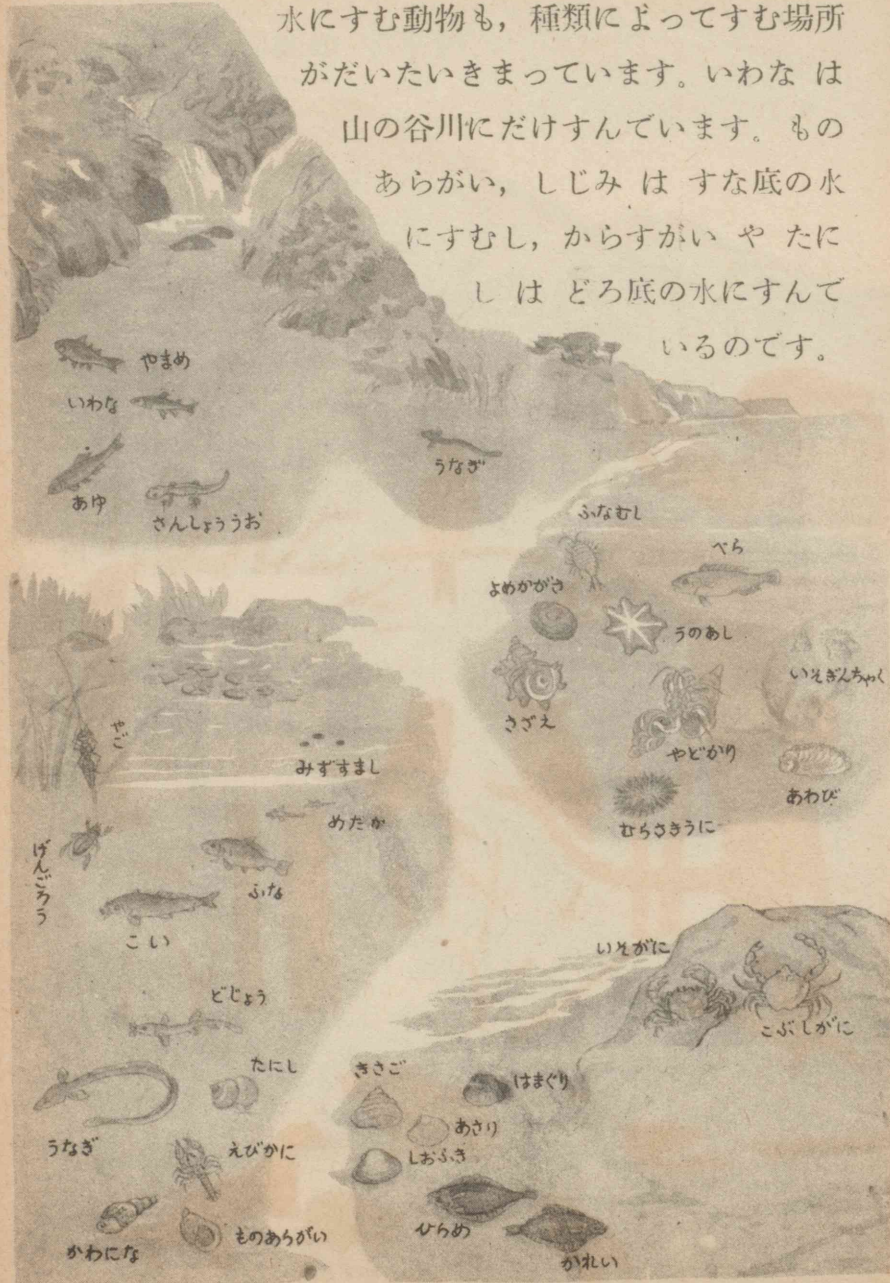 水にすむ動物も，種類によってすむ場所
がだいたいきまっています。いわな は
山の谷川にだけすんでいます。もの
あらがい，しじみ は すな底の水
にすむし，からすがい や たに
し は どろ底の水にすんで
いるのです。
やまめ
いわな
あゆ
さんしょううお
うなぎ
ふなむし
べら
よめがかさ
うのあし
いそぎんちゃく
さざえ
やどかり
あわび
むらさきうに
やご
みずすまし
めたか
げんごろう
ふな
こい
どじょう
たにし
うなぎ
えびかに
かわにな
ものあらがい
いそがに
こぶしがに
きさご
はまぐり
あさり
しおふき
ひらめ
かれい